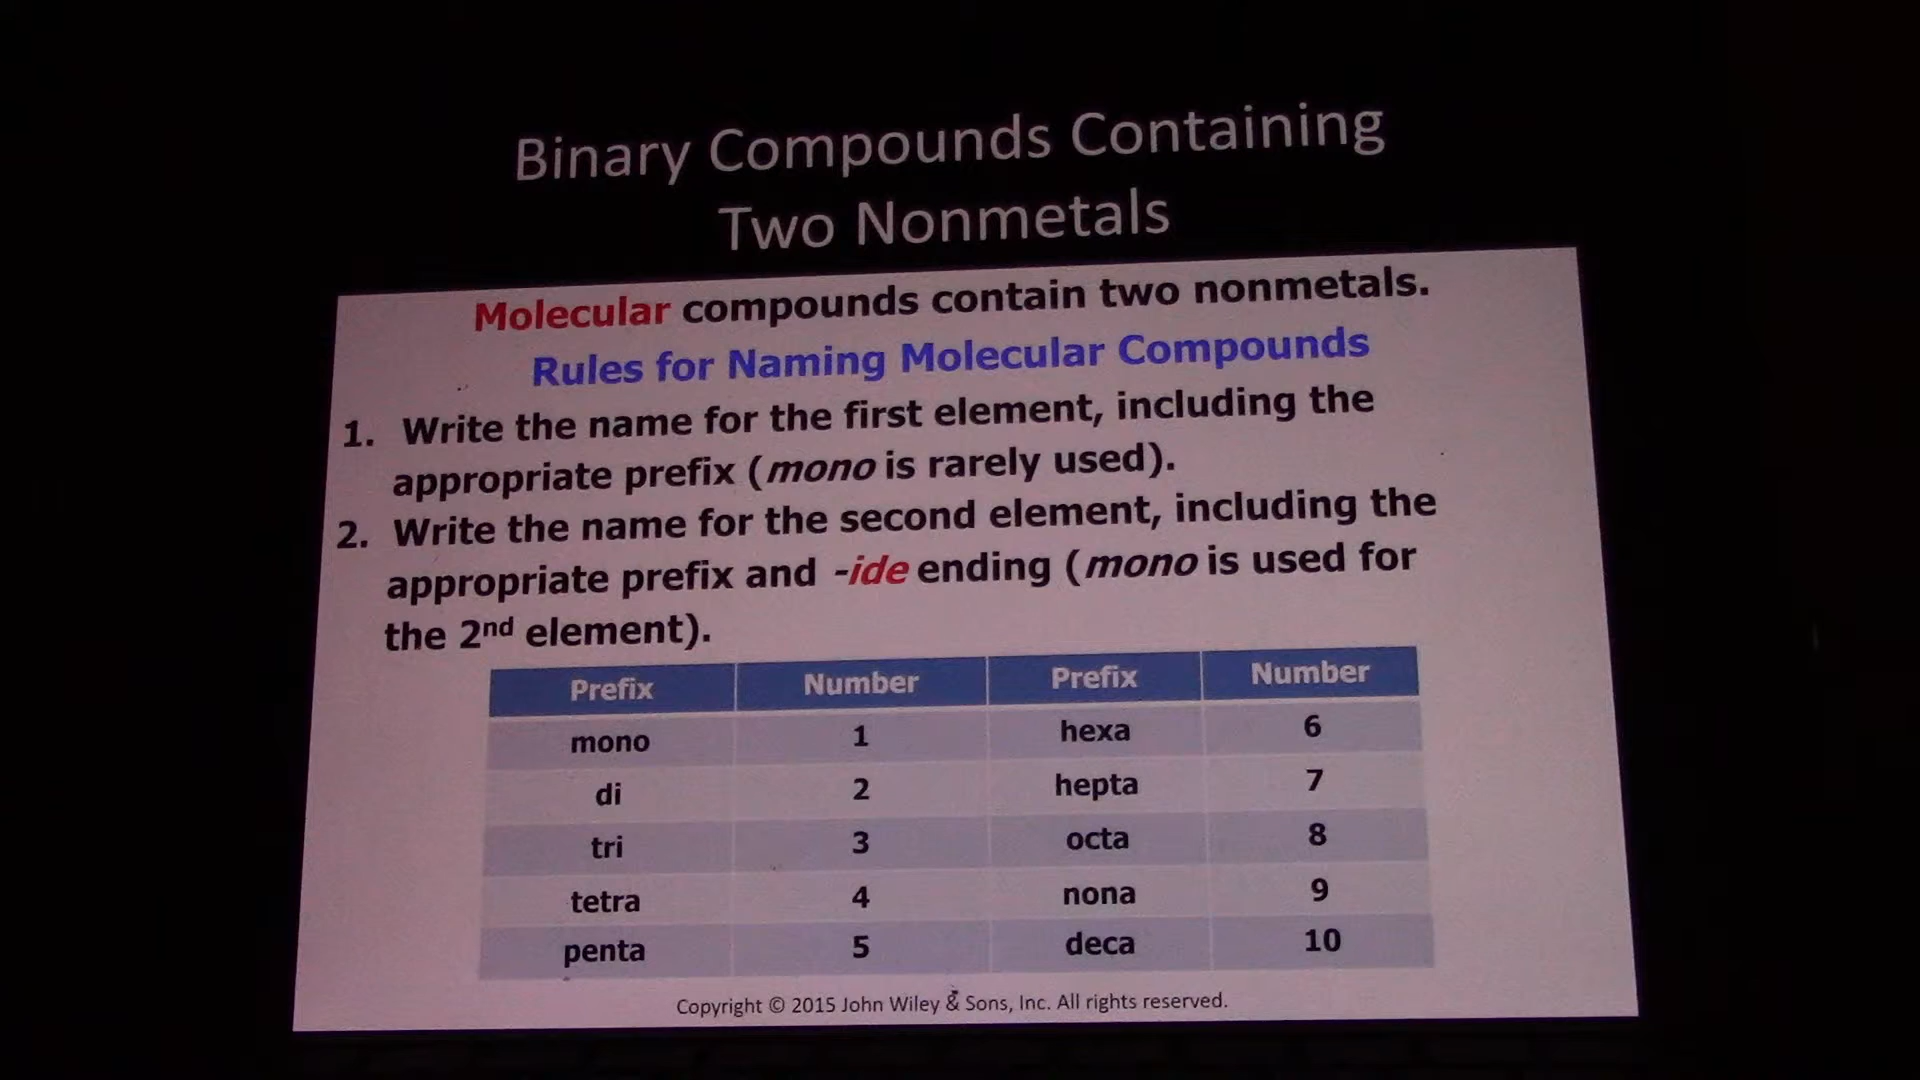 Binary Compounds Containing
Two Nonmetals
Molecular compounds contain two nonmetals.
Rules for Naming Molecular Compounds
1. Write the name for the first element, including the
appropriate prefix (mono is rarely used).
2. Write the name for the second element, including the
appropriate prefix and -ide ending (mono is used for
the 2nd element).
Prefix Number Prefix Number
mono 1 hexa 6
di 2 hepta 7
tri 3 octa 8
tetra 4 nona 9
penta 5 deca 10
Copyright © 2015 John Wiley & Sons, Inc. All rights reserved.